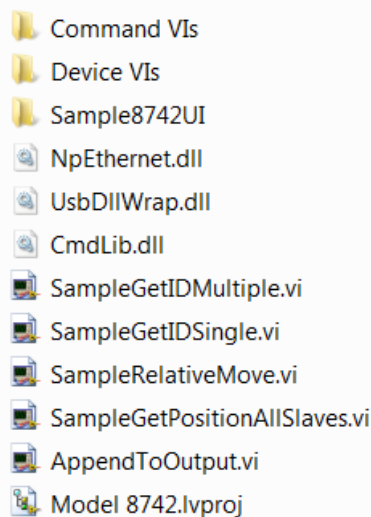 Command VIs
Device VIs
Sample8742UI
NpEthernet.dll
UsbDllWrap.dll
CmdLib.dll
SampleGetIDMultiple.vi
SampleGetIDSingle.vi
SampleRelativeMove.vi
SampleGetPositionAllSlaves.vi
AppendToOutput.vi
Model 8742.lvproj